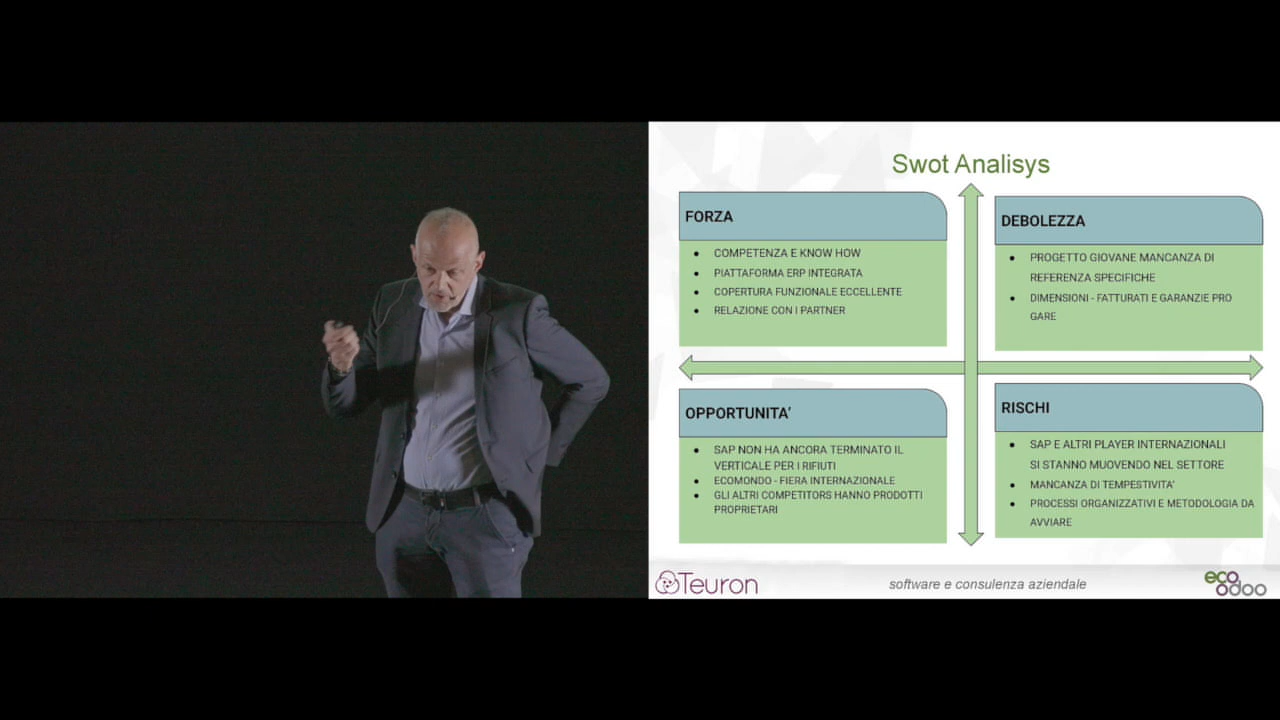 Swot Analisys
FORZA
COMPETENZA E KNOW HOW
PIATTAFORMA ERP INTEGRATA
COPERTURA FUNZIONALE ECCELLENTE
RELAZIONE CON I PARTNER
DEBOLEZZA
PROGETTO GIOVANE MANCANZA DI
REFERENZA SPECIFICHE
DIMENSIONI - FATTURATI E GARANZIE PRO
GARE
OPPORTUNITA'
SAP NON HA ANCORA TERMINATO IL
VERTICALE PER I RIFIUTI
ECOMONDO - FIERA INTERNAZIONALE
GLI ALTRI COMPETITORS HANNO PRODOTTI
PROPRIETARI
RISCHI
SAP E ALTRI PLAYER INTERNAZIONALI
SI STANNO MUOVENDO NEL SETTORE
MANCANZA DI TEMPESTIVITA'
PROCESSI ORGANIZZATIVI E METODOLOGIA DA
AVVIARE
Teuron
software e consulenza aziendale
eco
odoo